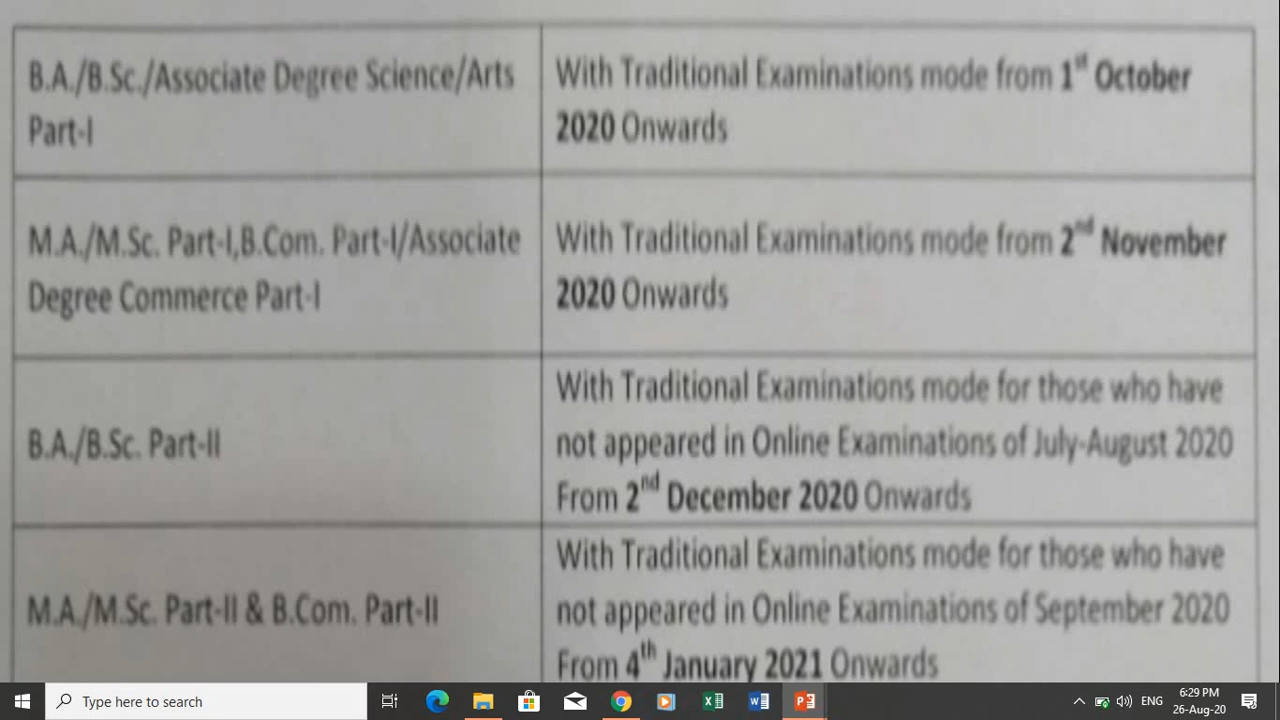 B.A./B.Sc./Associate Degree Science/Arts
Part-I
With Traditional Examinations mode from 1st October
2020 Onwards
M.A./M.Sc. Part-I,B.Com. Part-I/Associate
Degree Commerce Part-I
With Traditional Examinations mode from 2nd November
2020 Onwards
B.A./B.Sc. Part-II
With Traditional Examinations mode for those who have
not appeared in Online Examinations of July-August 2020
From 2nd December 2020 Onwards
M.A./M.Sc. Part-II & B.Com. Part-II
With Traditional Examinations mode for those who have
not appeared in Online Examinations of September 2020
From 4th January 2021 Onwards
Type here to search
ENG
6:29 PM
26-Aug-20